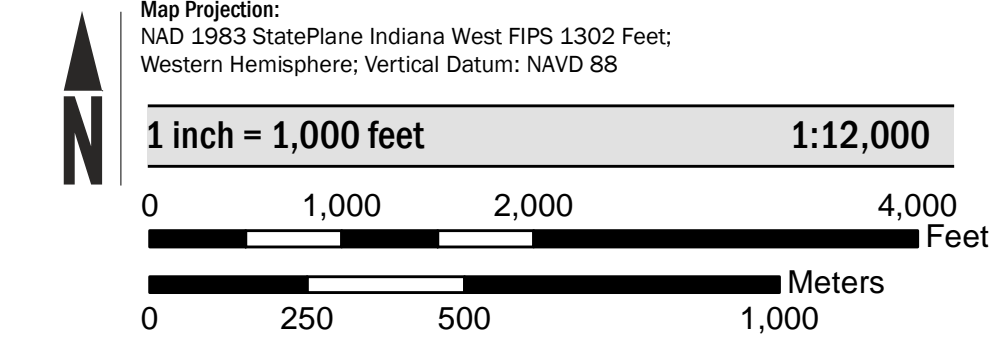 Map Projection:
NAD 1983 StatePlane Indiana West FIPS 1302 Feet;
Western Hemisphere; Vertical Datum: NAVD 88
N
1 inch = 1,000 feet 1:12,000
0 1,000 2,000 4,000
Feet
Meters
0 250 500 1,000